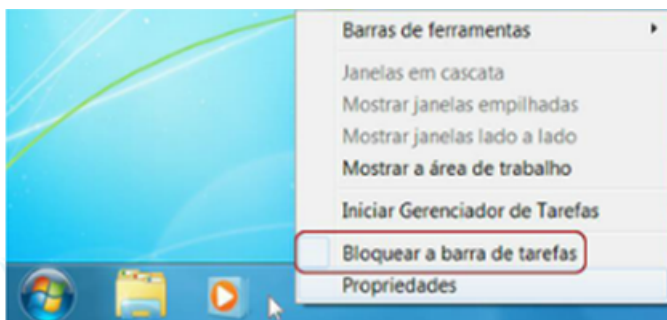 Barras de ferramentas
Janelas em cascata
Mostrar janelas empilhadas
Mostrar janelas lado a lado
Mostrar a área de trabalho
Iniciar Gerenciador de Tarefas
Bloquear a barra de tarefas
Propriedades